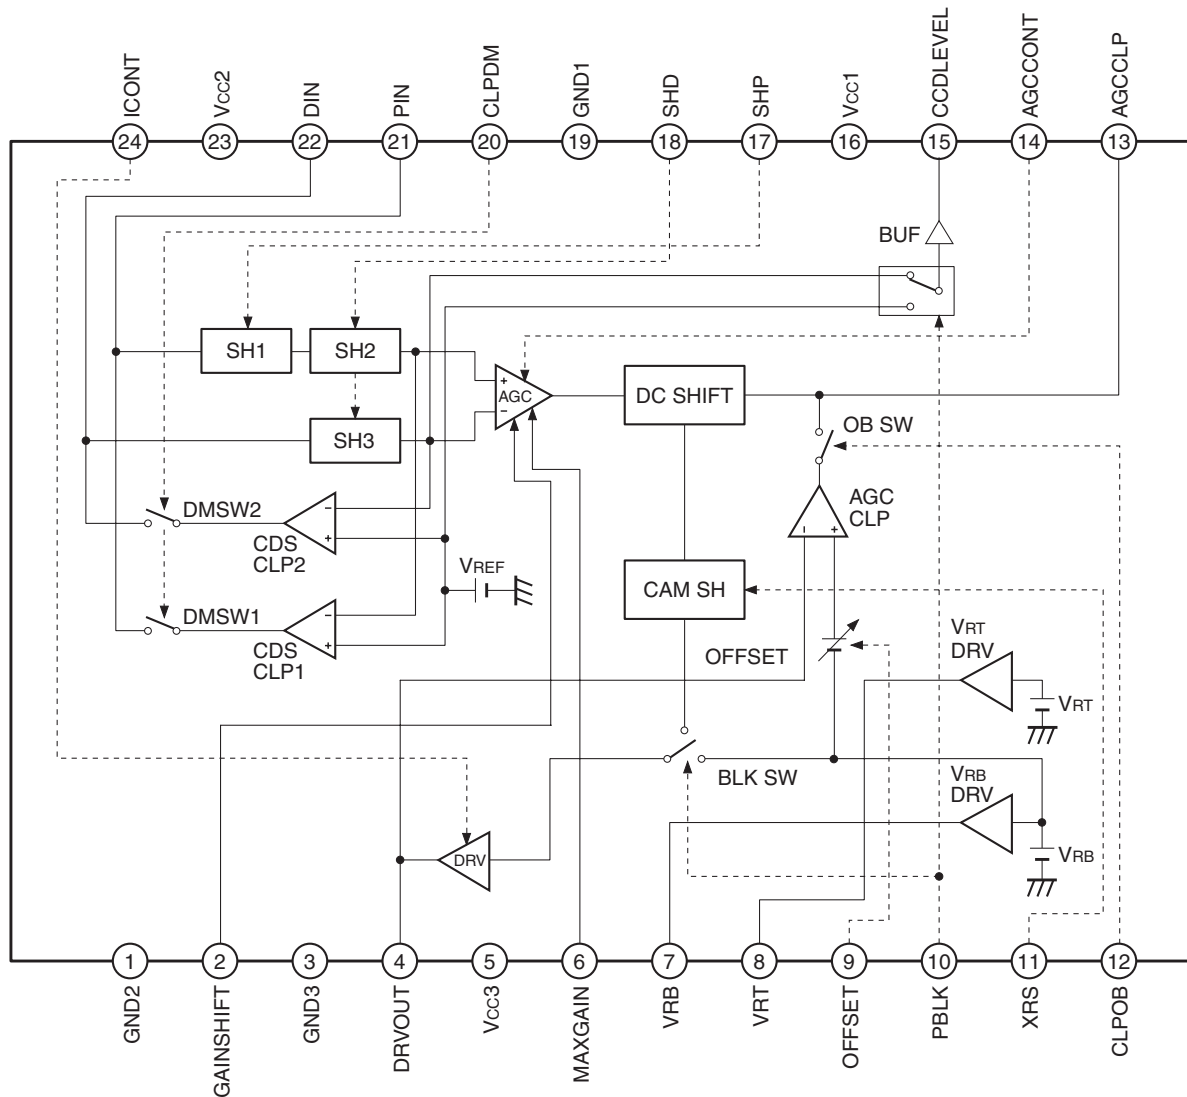 ICONT
VCC2
DIN
PIN
CLPDM
GND1
SHD
SHP
VCC1
CCDLEVEL
AGCCONT
AGCCLP
24
23
22
21
20
19
18
17
16
15
14
13
BUF
SH1
SH2
+
AGC
−
DC SHIFT
SH3
OB SW
AGC
CLP
− +
DMSW2
−
+
CDS
CLP2
VREF
CAM SH
DMSW1
−
+
CDS
CLP1
OFFSET
VRT
DRV
VRT
BLK SW
VRB
DRV
VRB
DRV
1
2
3
4
5
6
7
8
9
10
11
12
GND2
GAINSHIFT
GND3
DRVOUT
VCC3
MAXGAIN
VRB
VRT
OFFSET
PBLK
XRS
CLPOB